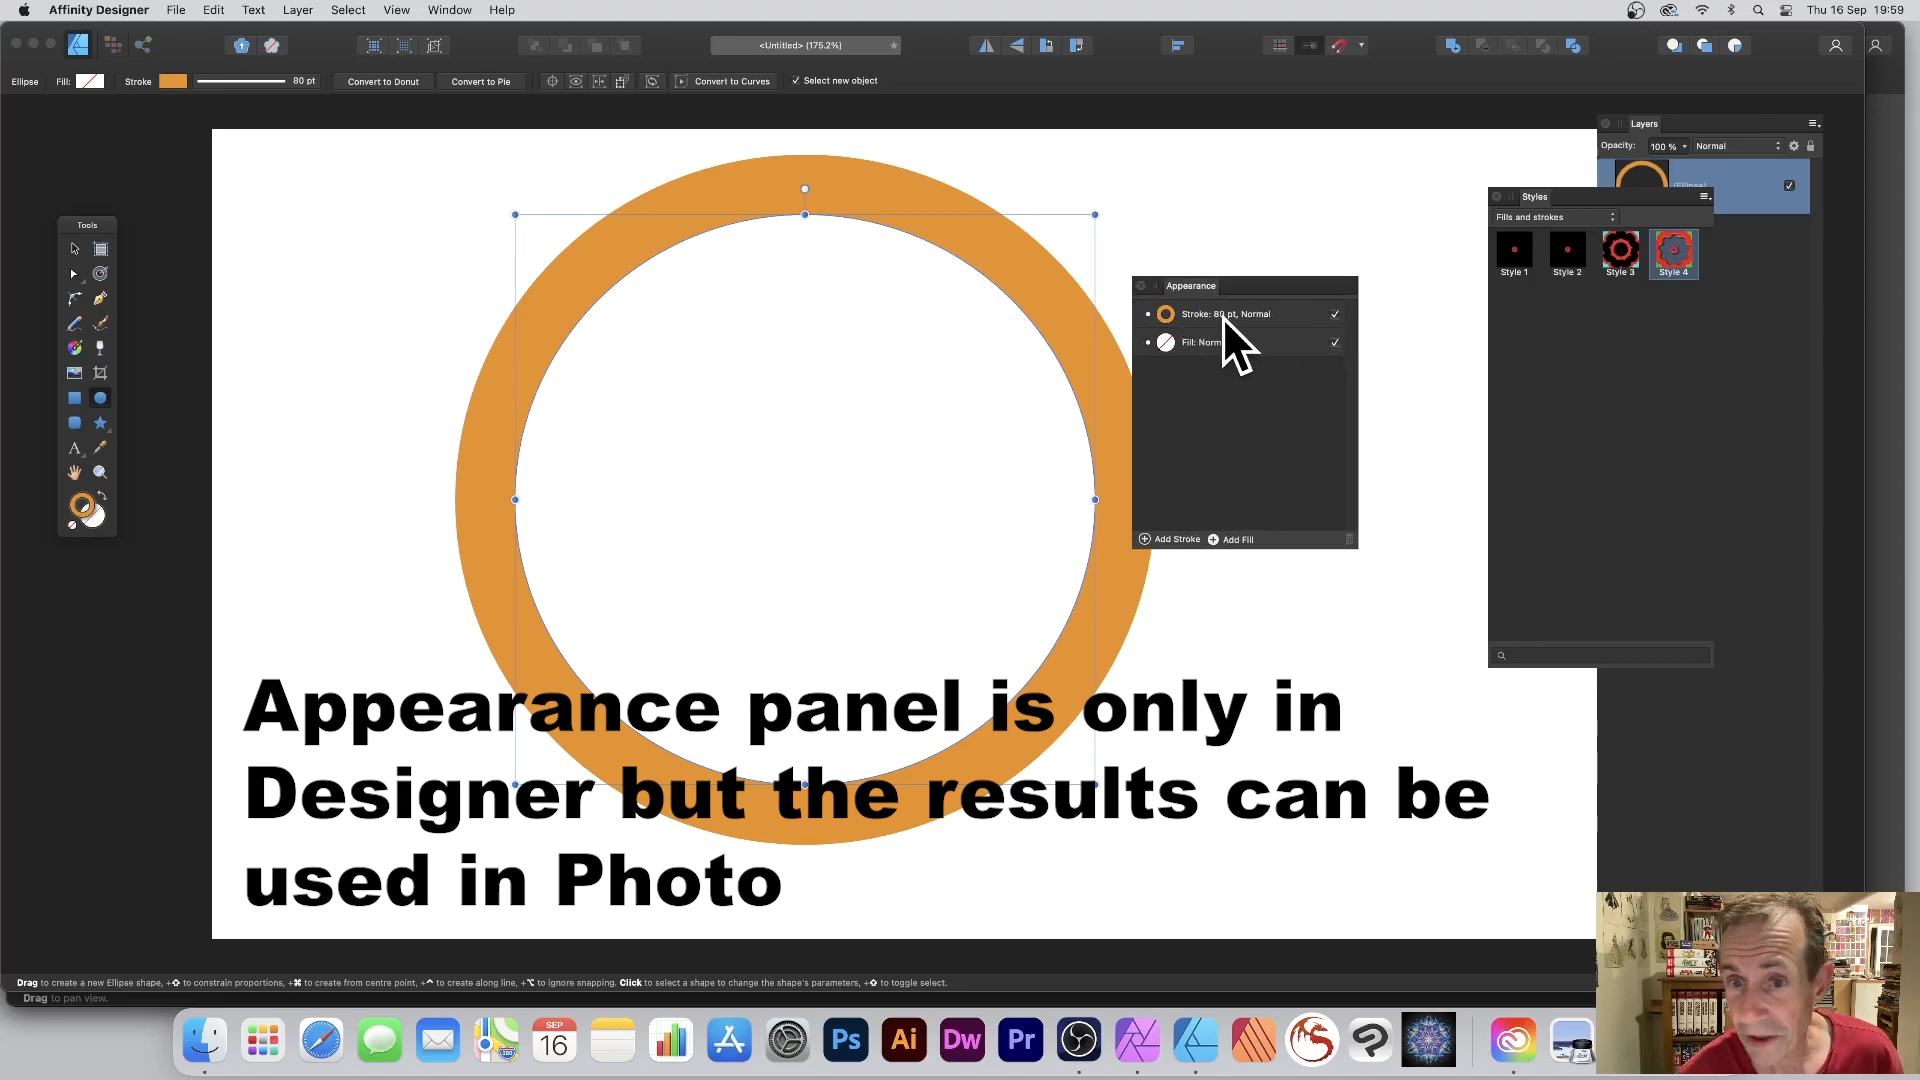 Affinity Designer File Edit Text Layer Select View Window Help Thu 16 Sep 19:59
<Untitled> (175.2%)
Ellipse Fill: Stroke 80 pt Convert to Donut Convert to Pie Convert to Curves Select new object
Layers
Opacity: 100 % Normal
(Ellipse)
Styles
Fills and strokes
Style 1 Style 2 Style 3 Style 4
Tools
Appearance
Stroke: 80 pt, Normal
Fill: Norm
Add Stroke Add Fill
Appearance panel is only in
Designer but the results can be
used in Photo
Drag to create a new Ellipse shape, +⇧ to constrain proportions, +⌘ to create from centre point, +⌃ to create along line, +⌥ to ignore snapping. Click to select a shape to change the shape's parameters, +⇧ to toggle select.
Drag to pan view.
SEP
16
280
Ps Ai Dw Pr
A